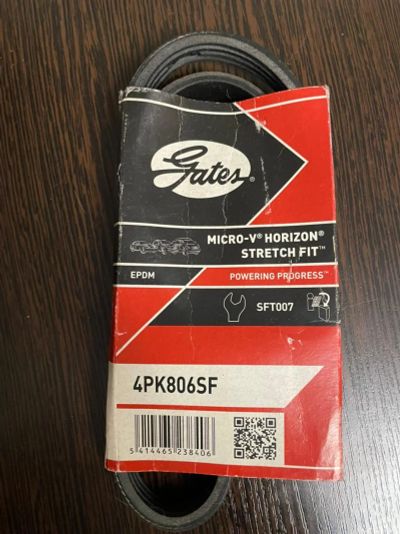 Gates®
MICRO-V® HORIZON®
STRETCH FIT™
EPDM
POWERING PROGRESS™
SFT007
4PK806SF
5 414465 238406